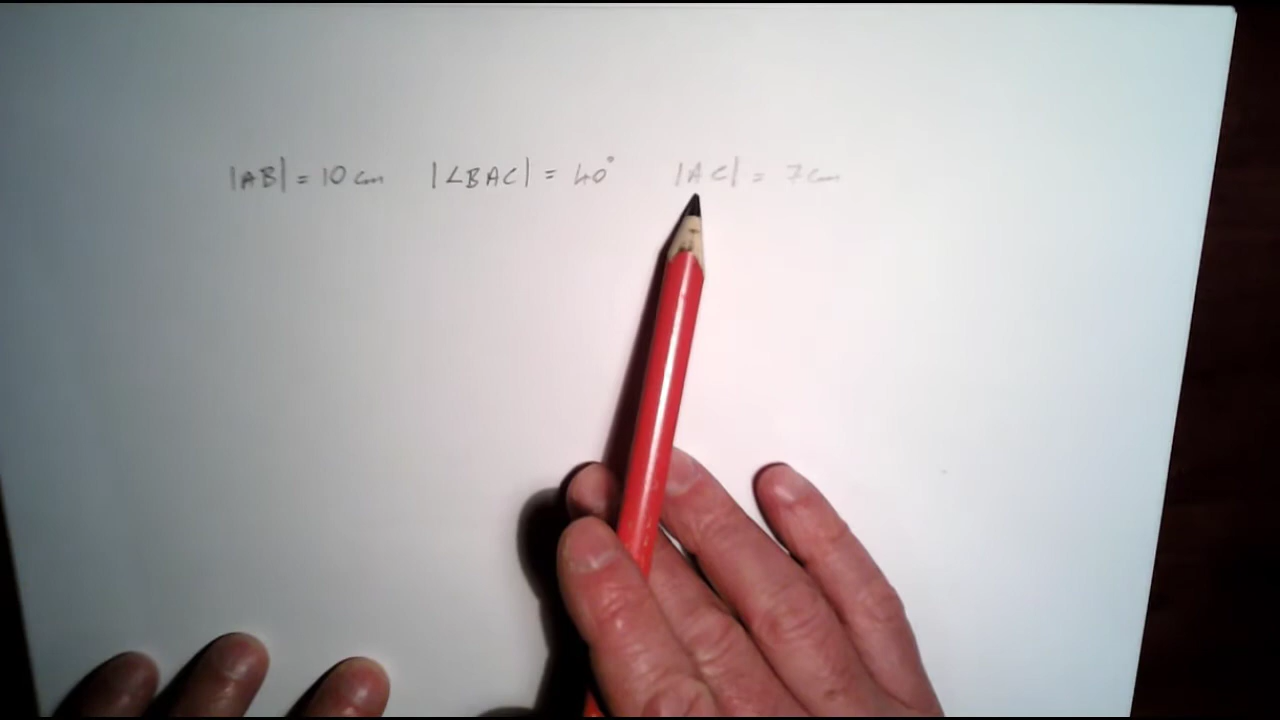 |AB| = 10 cm |∠BAC| = 40° |AC| = 7 cm